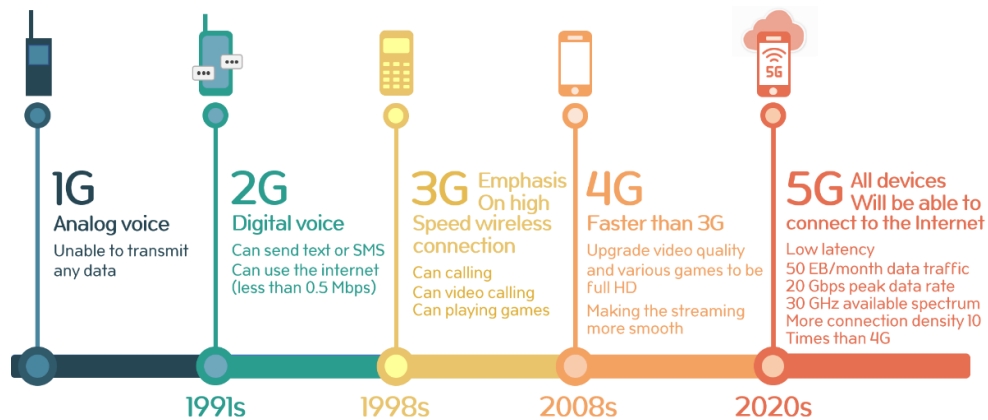 5G
1G
Analog voice
Unable to transmit
any data
2G
Digital voice
Can send text or SMS
Can use the internet
(less than 0.5 Mbps)
3G Emphasis
On high
Speed wireless
connection
Can calling
Can video calling
Can playing games
4G
Faster than 3G
Upgrade video quality
and various games to be
full HD
Making the streaming
more smooth
5G All devices
Will be able to
connect to the Internet
Low latency
50 EB/month data traffic
20 Gbps peak data rate
30 GHz available spectrum
More connection density 10
Times than 4G
1991s
1998s
2008s
2020s